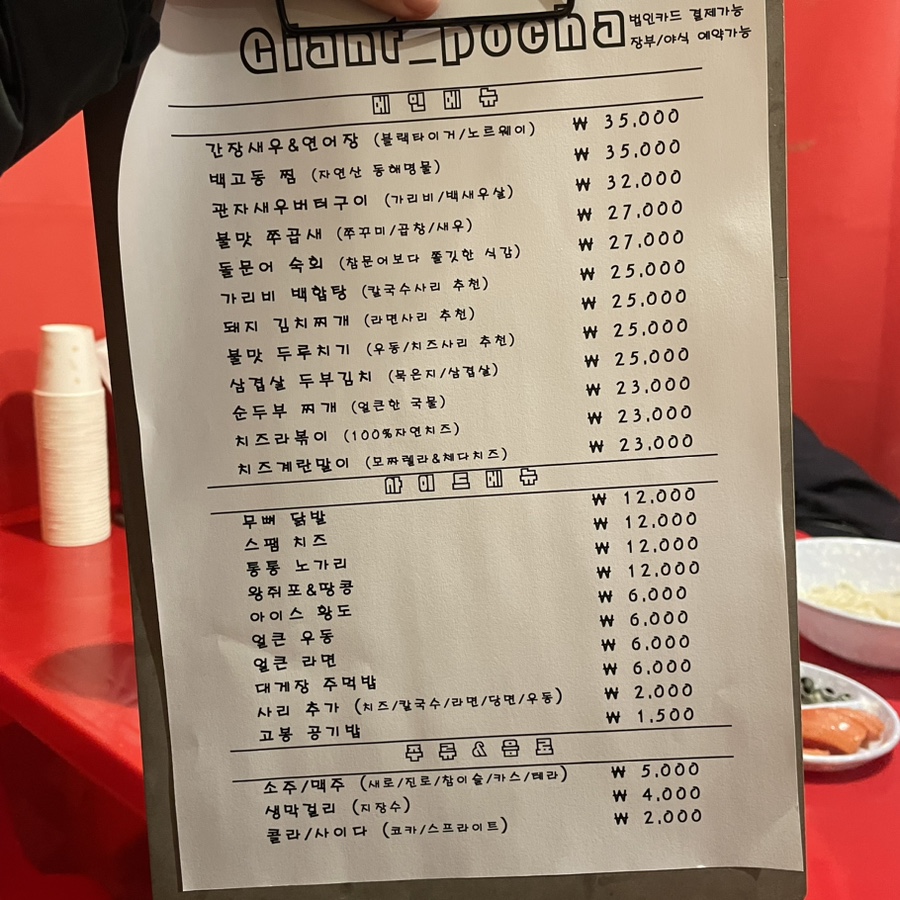 Giant_pocha
법인카드 결제가능
장부/야식 예약가능
메인메뉴
간장새우&연어장 (블랙타이거/노르웨이) ₩ 35,000
백고동 찜 (자연산 동해명물) ₩ 35,000
관자새우버터구이 (가리비/백새우살) ₩ 32,000
불맛 쭈곱새 (쭈꾸미/곱창/새우) ₩ 27,000
돌문어 숙회 (참문어보다 쫄깃한 식감) ₩ 27,000
가리비 백합탕 (칼국수사리 추천) ₩ 25,000
돼지 김치찌개 (라면사리 추천) ₩ 25,000
불맛 두루치기 (우동/치즈사리 추천) ₩ 25,000
삼겹살 두부김치 (묵은지/삼겹살) ₩ 25,000
순두부 찌개 (얼큰한 국물) ₩ 23,000
치즈라볶이 (100%자연치즈) ₩ 23,000
치즈계란말이 (모짜렐라&체다치즈) ₩ 23,000
사이드메뉴
무뼈 닭발 ₩ 12,000
스팸 치즈 ₩ 12,000
통통 노가리 ₩ 12,000
왕쥐포&땅콩 ₩ 12,000
아이스 황도 ₩ 6,000
얼큰 우동 ₩ 6,000
얼큰 라면 ₩ 6,000
대게장 주먹밥 ₩ 6,000
사리 추가 (치즈/칼국수/라면/당면/우동) ₩ 2,000
고봉 공기밥 ₩ 1,500
주류&음료
소주/맥주 (새로/진로/참이슬/카스/테라) ₩ 5,000
생막걸리 (지장수) ₩ 4,000
콜라/사이다 (코카/스프라이트) ₩ 2,000